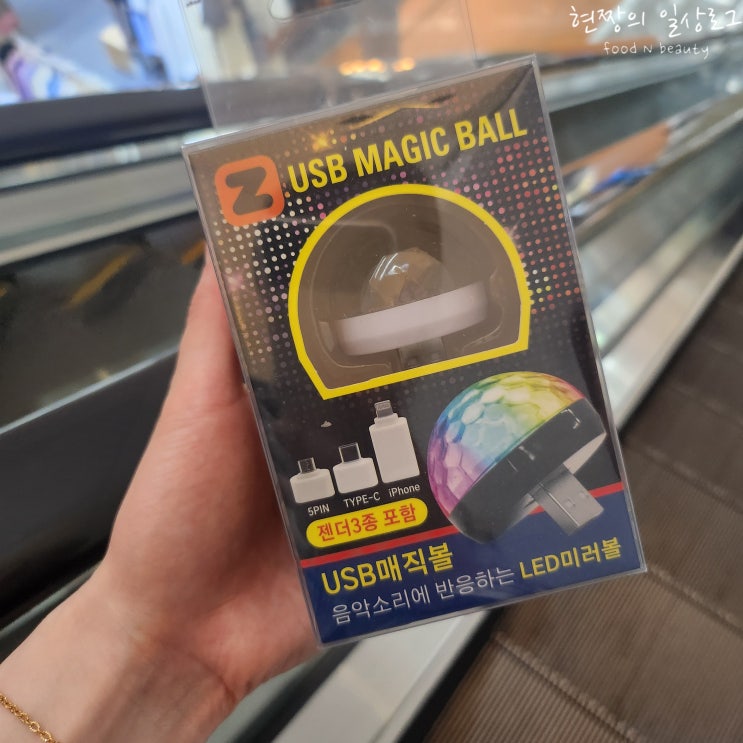 현짱의 일상로그
food N beauty
Z USB MAGIC BALL
5PIN TYPE-C iPhone
젠더3종 포함
USB매직볼
음악소리에 반응하는 LED미러볼